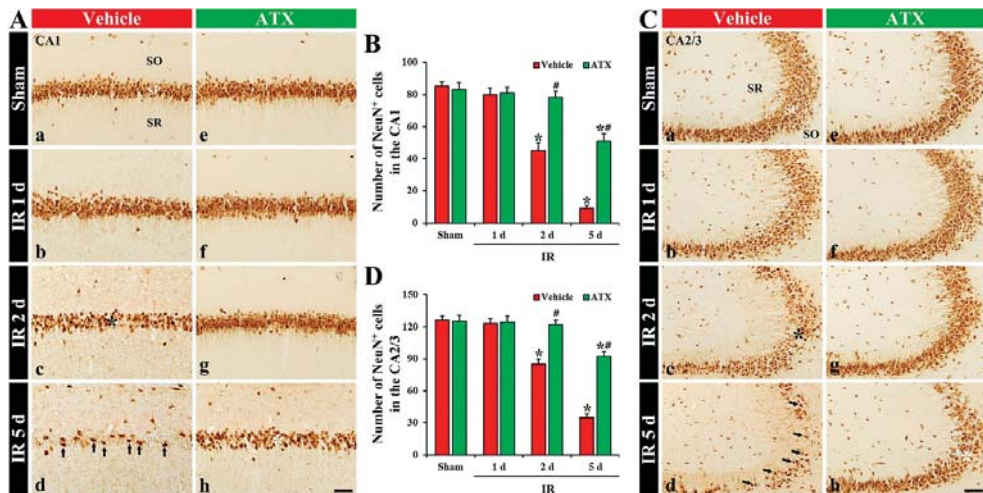 A
Vehicle
ATX
Sham
CA1
SO
SR
a
e
IR 1 d
b
f
IR 2 d
*
c
g
IR 5 d
d
h
B
Number of NeuN+ cells
in the CA1
Vehicle
ATX
100
80
60
40
20
0
*
#
*
*#
Sham
1 d
2 d
5 d
IR
D
Number of NeuN+ cells
in the CA2/3
Vehicle
ATX
150
120
90
60
30
0
*
#
*
*#
Sham
1 d
2 d
5 d
IR
C
Vehicle
ATX
Sham
CA2/3
SR
SO
a
e
IR 1 d
b
f
IR 2 d
*
c
g
IR 5 d
d
h